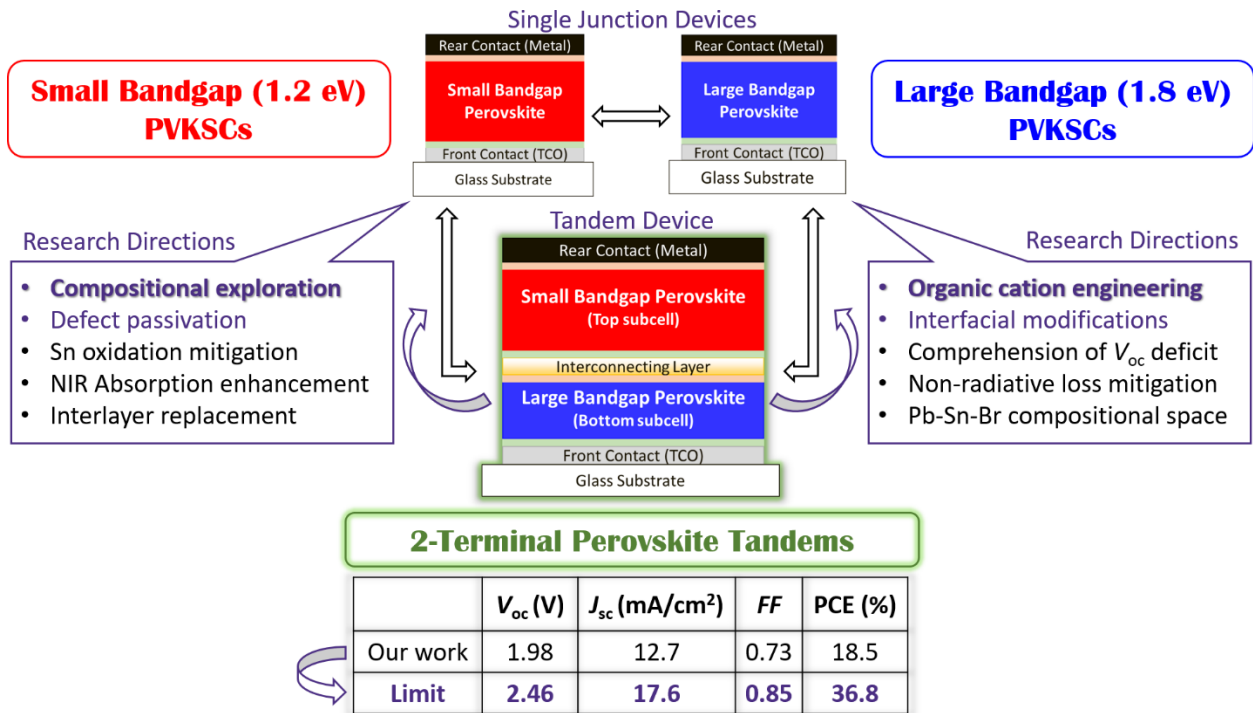 Single Junction Devices
Small Bandgap (1.2 eV)
PVKSCs
Rear Contact (Metal)
Small Bandgap
Perovskite
Front Contact (TCO)
Glass Substrate
Rear Contact (Metal)
Large Bandgap
Perovskite
Front Contact (TCO)
Glass Substrate
Large Bandgap (1.8 eV)
PVKSCs
Research Directions
• Compositional exploration
• Defect passivation
• Sn oxidation mitigation
• NIR Absorption enhancement
• Interlayer replacement
Tandem Device
Rear Contact (Metal)
Small Bandgap Perovskite
(Top subcell)
Interconnecting Layer
Large Bandgap Perovskite
(Bottom subcell)
Front Contact (TCO)
Glass Substrate
Research Directions
• Organic cation engineering
• Interfacial modifications
• Comprehension of Voc deficit
• Non-radiative loss mitigation
• Pb-Sn-Br compositional space
2-Terminal Perovskite Tandems
Voc (V) Jsc (mA/cm²) FF PCE (%)
Our work 1.98 12.7 0.73 18.5
Limit 2.46 17.6 0.85 36.8